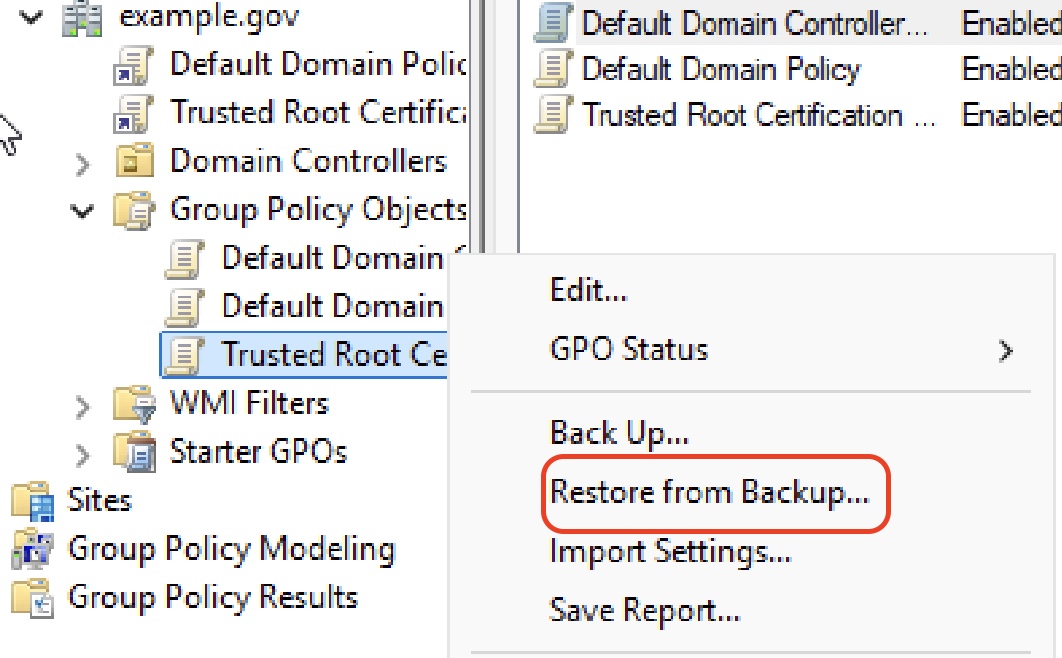 example.gov
Default Domain Polic
Trusted Root Certifica
Domain Controllers
Group Policy Objects
Default Domain
Default Domain
Trusted Root Ce
WMI Filters
Starter GPOs
Sites
Group Policy Modeling
Group Policy Results
Default Domain Controller... Enabled
Default Domain Policy Enabled
Trusted Root Certification ... Enabled
Edit...
GPO Status
Back Up...
Restore from Backup...
Import Settings...
Save Report...